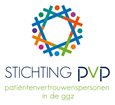 STICHTING PVP
patiëntenvertrouwenspersonen
in de ggz